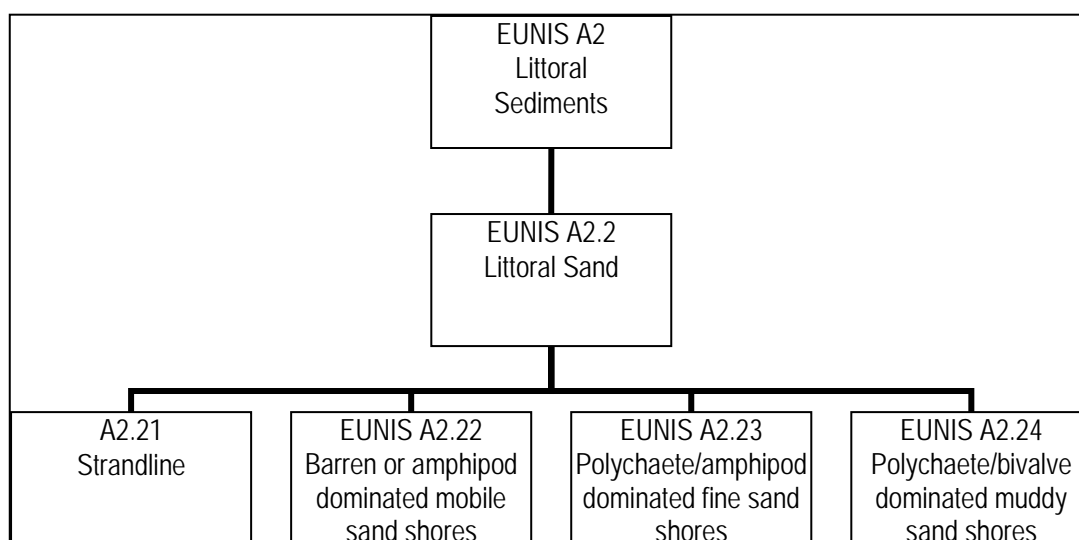 EUNIS A2
Littoral
Sediments
EUNIS A2.2
Littoral Sand
A2.21
Strandline
EUNIS A2.22
Barren or amphipod
dominated mobile
sand shores
EUNIS A2.23
Polychaete/amphipod
dominated fine sand
shores
EUNIS A2.24
Polychaete/bivalve
dominated muddy
sand shores